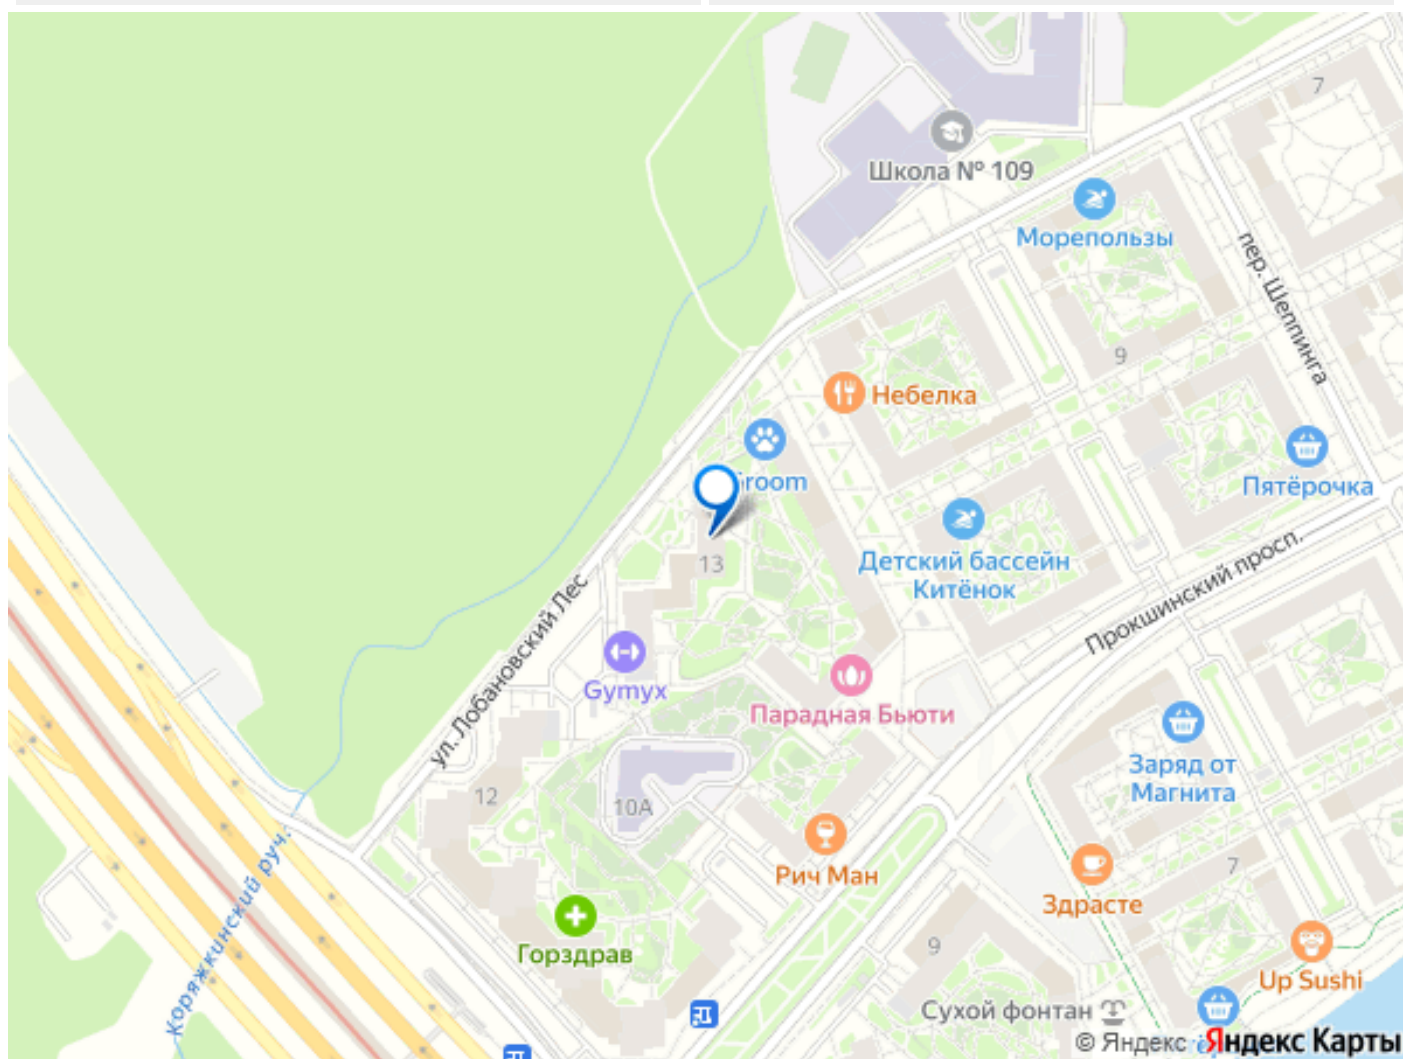 7
Школа № 109
Морепользы
пер. Шеппинга
9
Небелка
room
Пятёрочка
13
Детский бассейн
Китёнок
Прокшинский просп.
ул. Лобановский Лес
Gymyx
Парадная Бьюти
Заряд от
Магнита
12
10А
Рич Ман
7
Здрасте
Коряжкинский руч.
Горздрав
9
Up Sushi
Сухой фонтан
© Яндекс Яндекс Карты